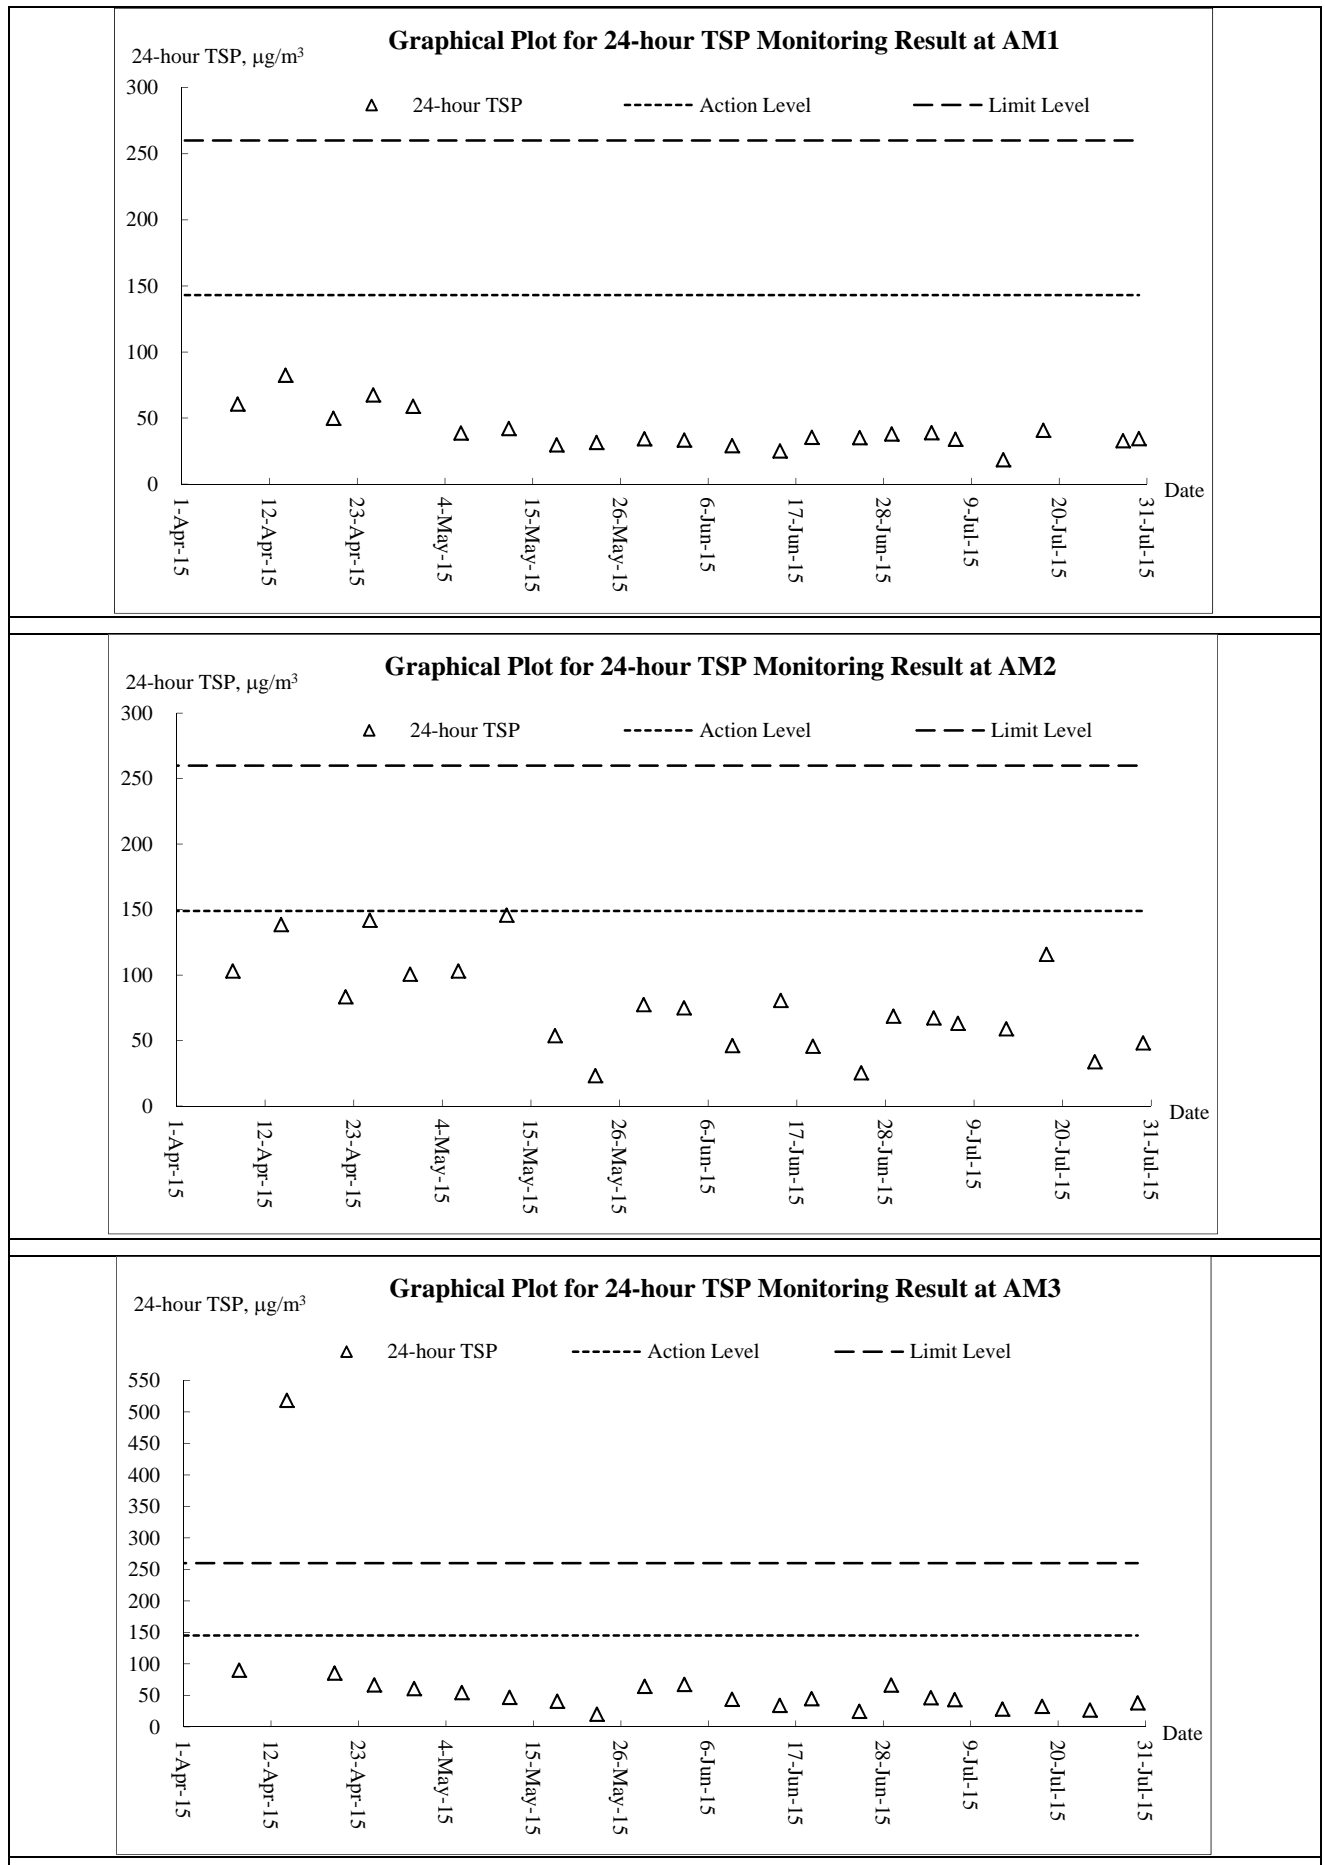 Graphical Plot for 24-hour TSP Monitoring Result at AM1
24-hour TSP, μg/m³
24-hour TSP Action Level Limit Level
300
250
200
150
100
50
0
Date
1-Apr-15 12-Apr-15 23-Apr-15 4-May-15 15-May-15 26-May-15 6-Jun-15 17-Jun-15 28-Jun-15 9-Jul-15 20-Jul-15 31-Jul-15
Graphical Plot for 24-hour TSP Monitoring Result at AM2
24-hour TSP, μg/m³
24-hour TSP Action Level Limit Level
300
250
200
150
100
50
0
Date
1-Apr-15 12-Apr-15 23-Apr-15 4-May-15 15-May-15 26-May-15 6-Jun-15 17-Jun-15 28-Jun-15 9-Jul-15 20-Jul-15 31-Jul-15
Graphical Plot for 24-hour TSP Monitoring Result at AM3
24-hour TSP, μg/m³
24-hour TSP Action Level Limit Level
550
500
450
400
350
300
250
200
150
100
50
0
Date
1-Apr-15 12-Apr-15 23-Apr-15 4-May-15 15-May-15 26-May-15 6-Jun-15 17-Jun-15 28-Jun-15 9-Jul-15 20-Jul-15 31-Jul-15